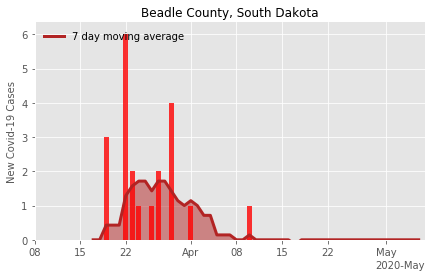 Beadle County, South Dakota
7 day moving average
New Covid-19 Cases
6
5
4
3
2
1
0
08 15 22 Apr 08 15 22 May
2020-May